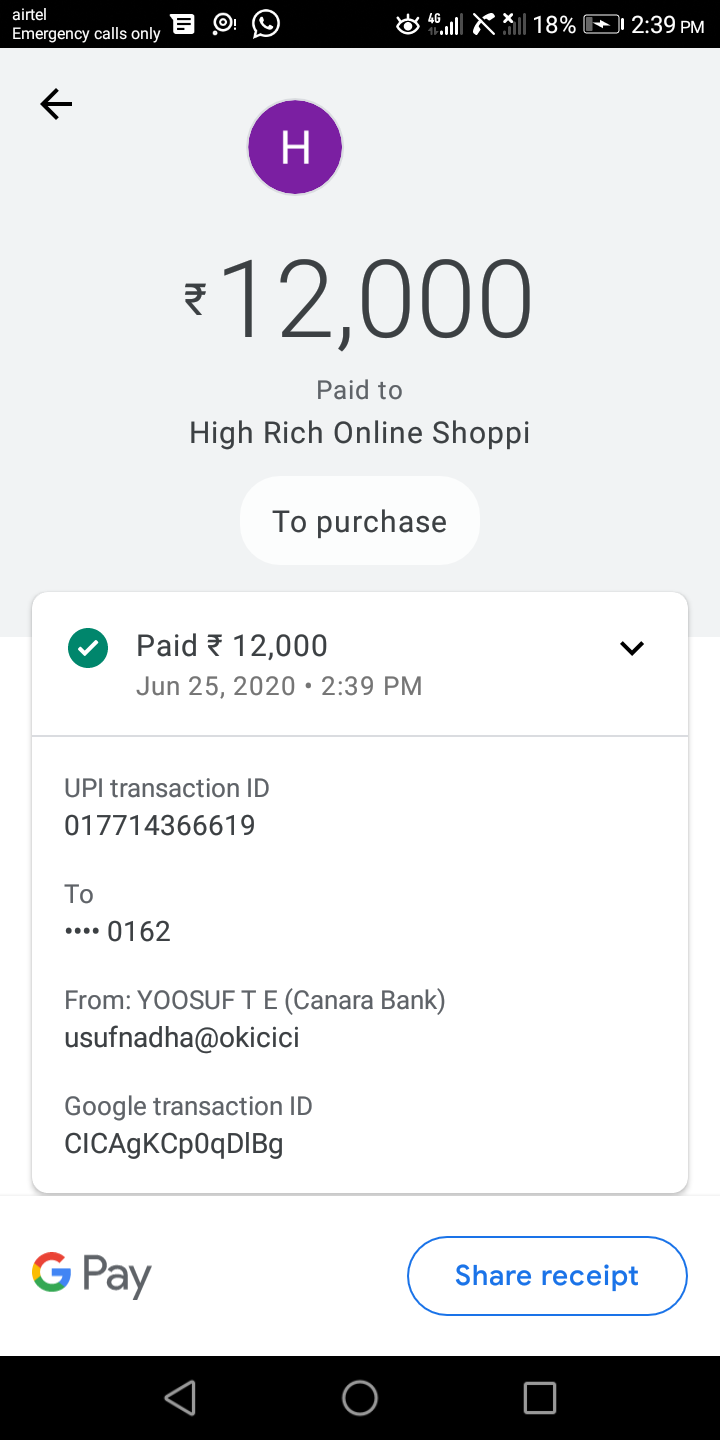 airtel
Emergency calls only
4G 18% 2:39 PM
H
₹12,000
Paid to
High Rich Online Shoppi
To purchase
Paid ₹ 12,000
Jun 25, 2020 • 2:39 PM
UPI transaction ID
017714366619
To
•••• 0162
From: YOOSUF T E (Canara Bank)
usufnadha@okicici
Google transaction ID
CICAgKCp0qDlBg
G Pay
Share receipt